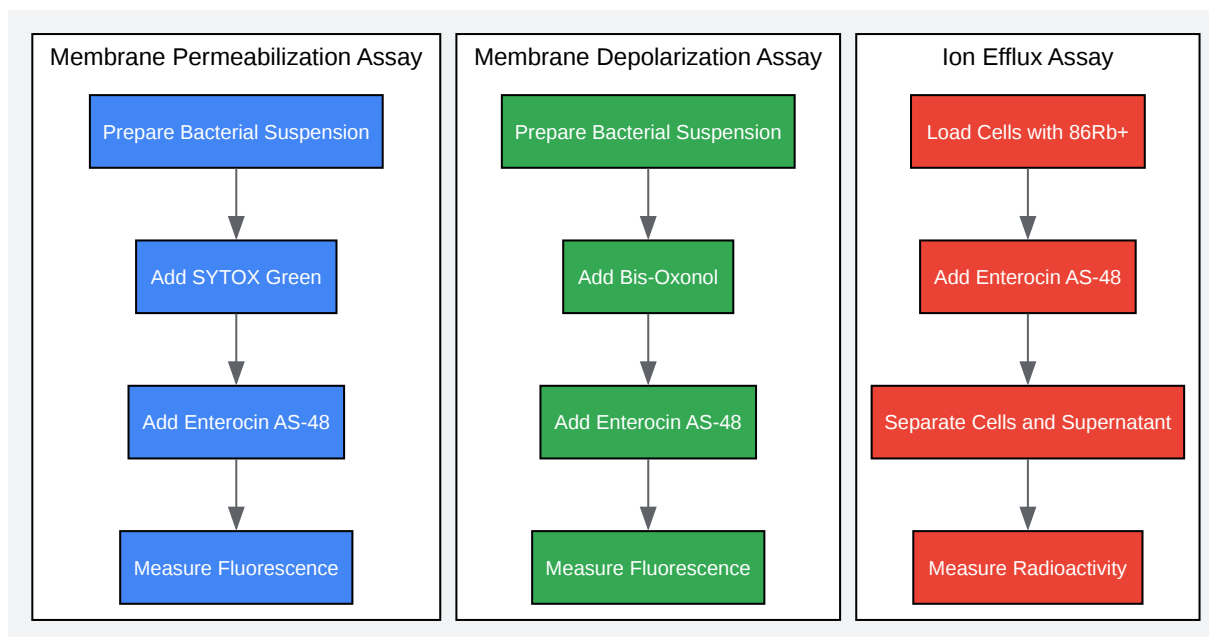 Membrane Permeabilization Assay
Prepare Bacterial Suspension
Add SYTOX Green
Add Enterocin AS-48
Measure Fluorescence
Membrane Depolarization Assay
Prepare Bacterial Suspension
Add Bis-Oxonol
Add Enterocin AS-48
Measure Fluorescence
Ion Efflux Assay
Load Cells with 86Rb+
Add Enterocin AS-48
Separate Cells and Supernatant
Measure Radioactivity